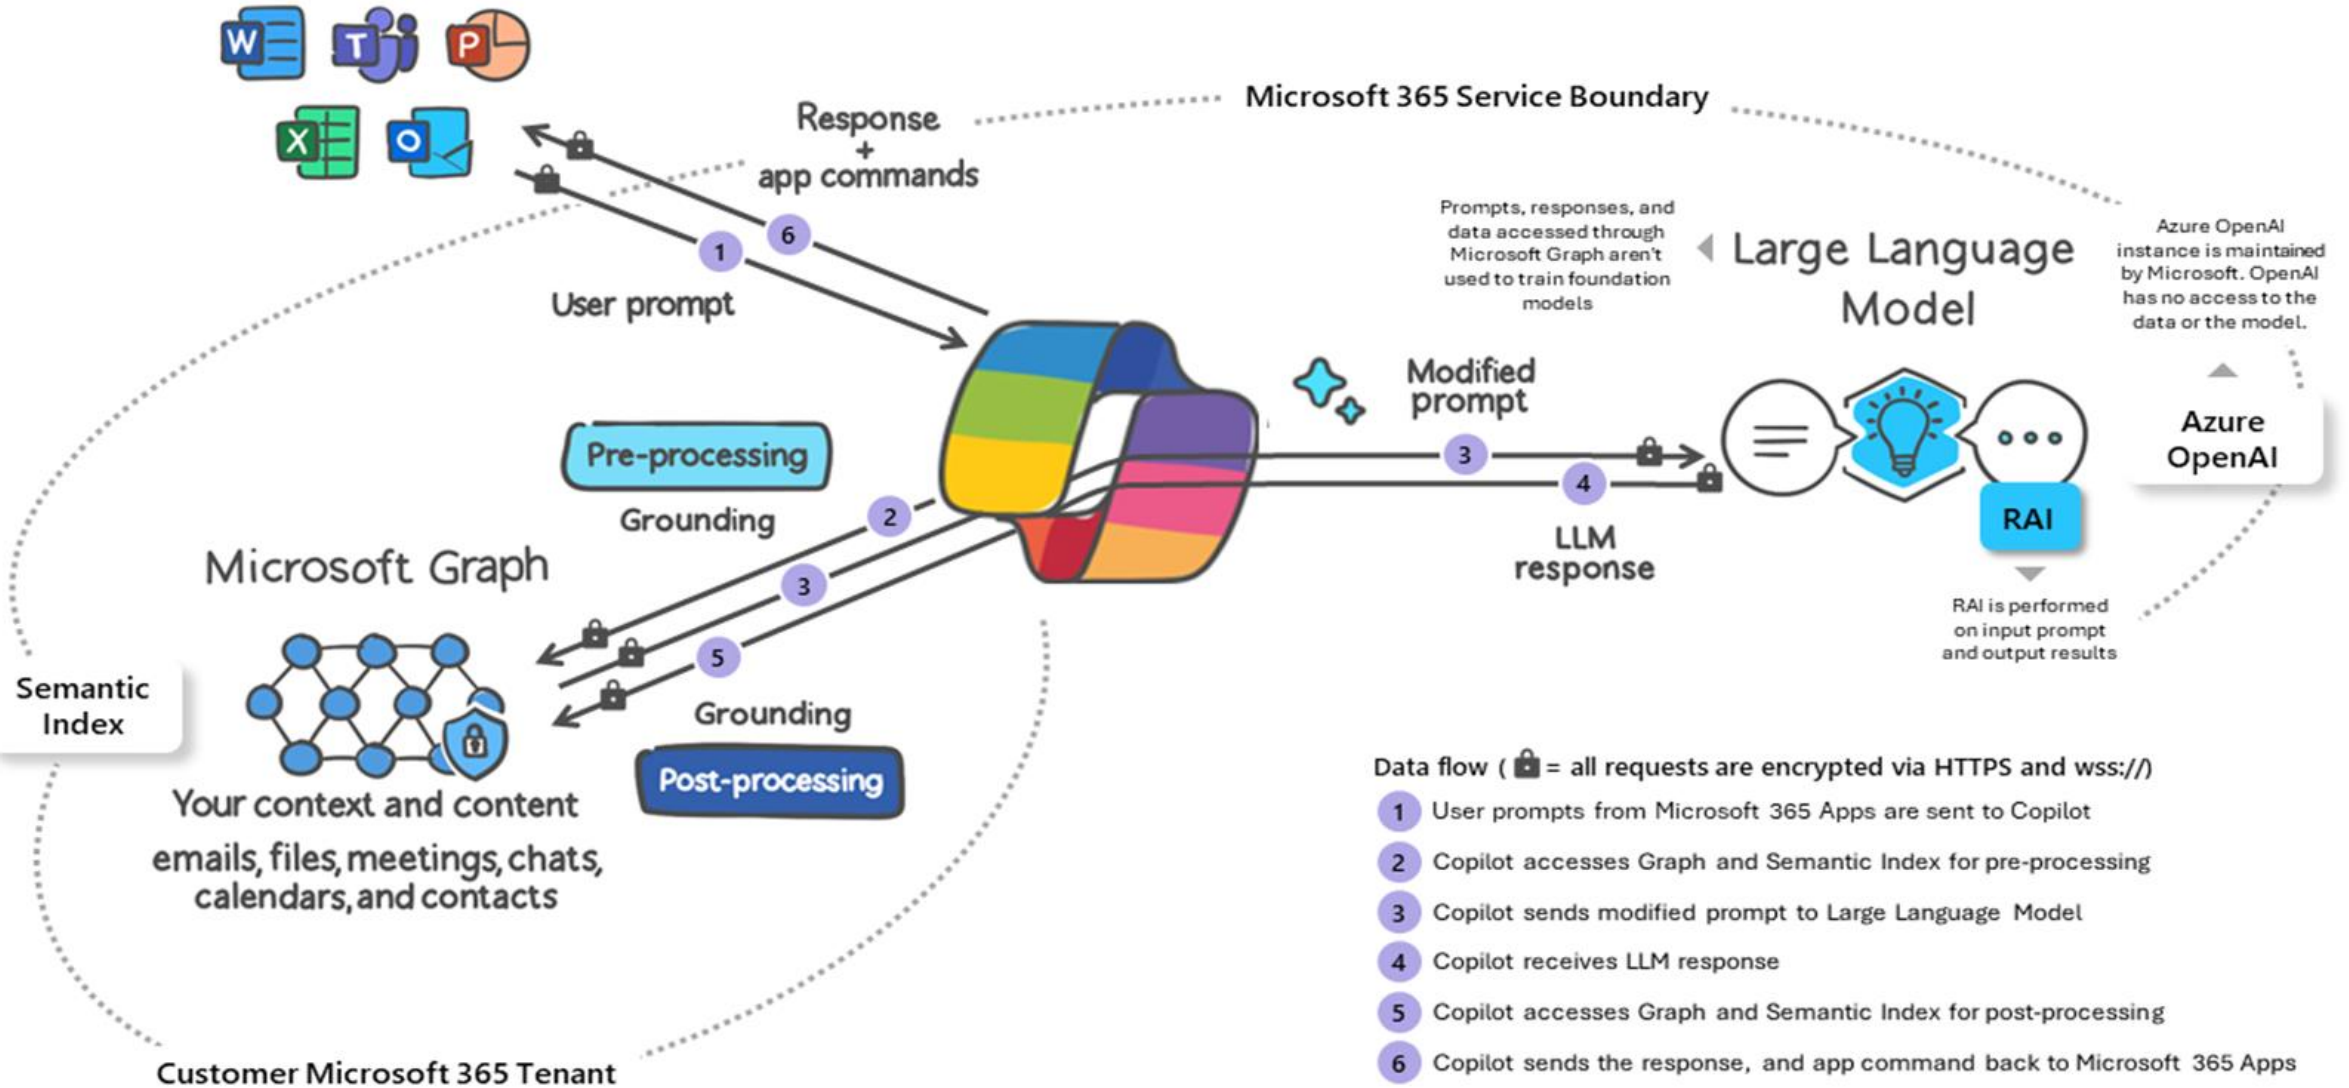 W
T
P
X
O
Response
+
app commands
Microsoft 365 Service Boundary
6
1
User prompt
Prompts, responses, and
data accessed through
Microsoft Graph aren't
used to train foundation
models
Large Language
Model
Azure OpenAI
instance is maintained
by Microsoft. OpenAI
has no access to the
data or the model.
Modified
prompt
3
4
LLM
response
Azure
OpenAI
RAI
RAI is performed
on input prompt
and output results
Pre-processing
Grounding
2
3
5
Microsoft Graph
Semantic
Index
Grounding
Post-processing
Your context and content
emails, files, meetings, chats,
calendars, and contacts
Customer Microsoft 365 Tenant
Data flow ( = all requests are encrypted via HTTPS and wss://)
1 User prompts from Microsoft 365 Apps are sent to Copilot
2 Copilot accesses Graph and Semantic Index for pre-processing
3 Copilot sends modified prompt to Large Language Model
4 Copilot receives LLM response
5 Copilot accesses Graph and Semantic Index for post-processing
6 Copilot sends the response, and app command back to Microsoft 365 Apps